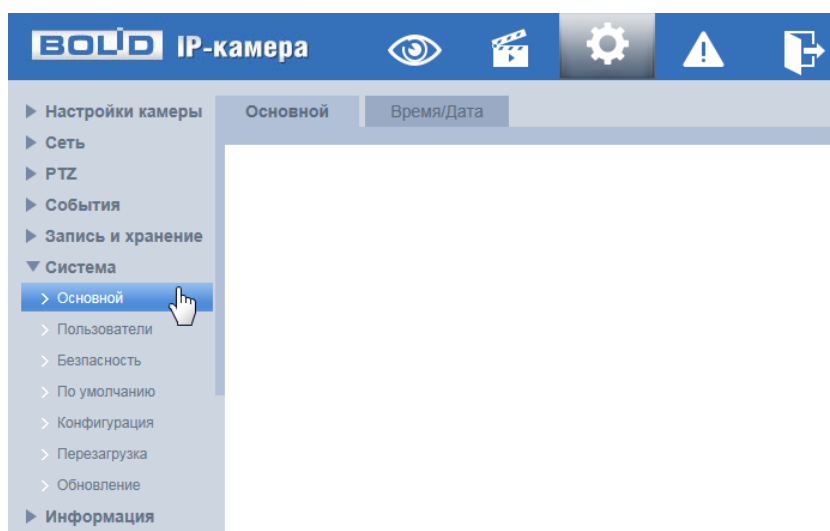 BOLID IP-камера
Настройки камеры
Основной
Время/Дата
Сеть
PTZ
События
Запись и хранение
Система
Основной
Пользователи
Безпасность
По умолчанию
Конфигурация
Перезагрузка
Обновление
Информация